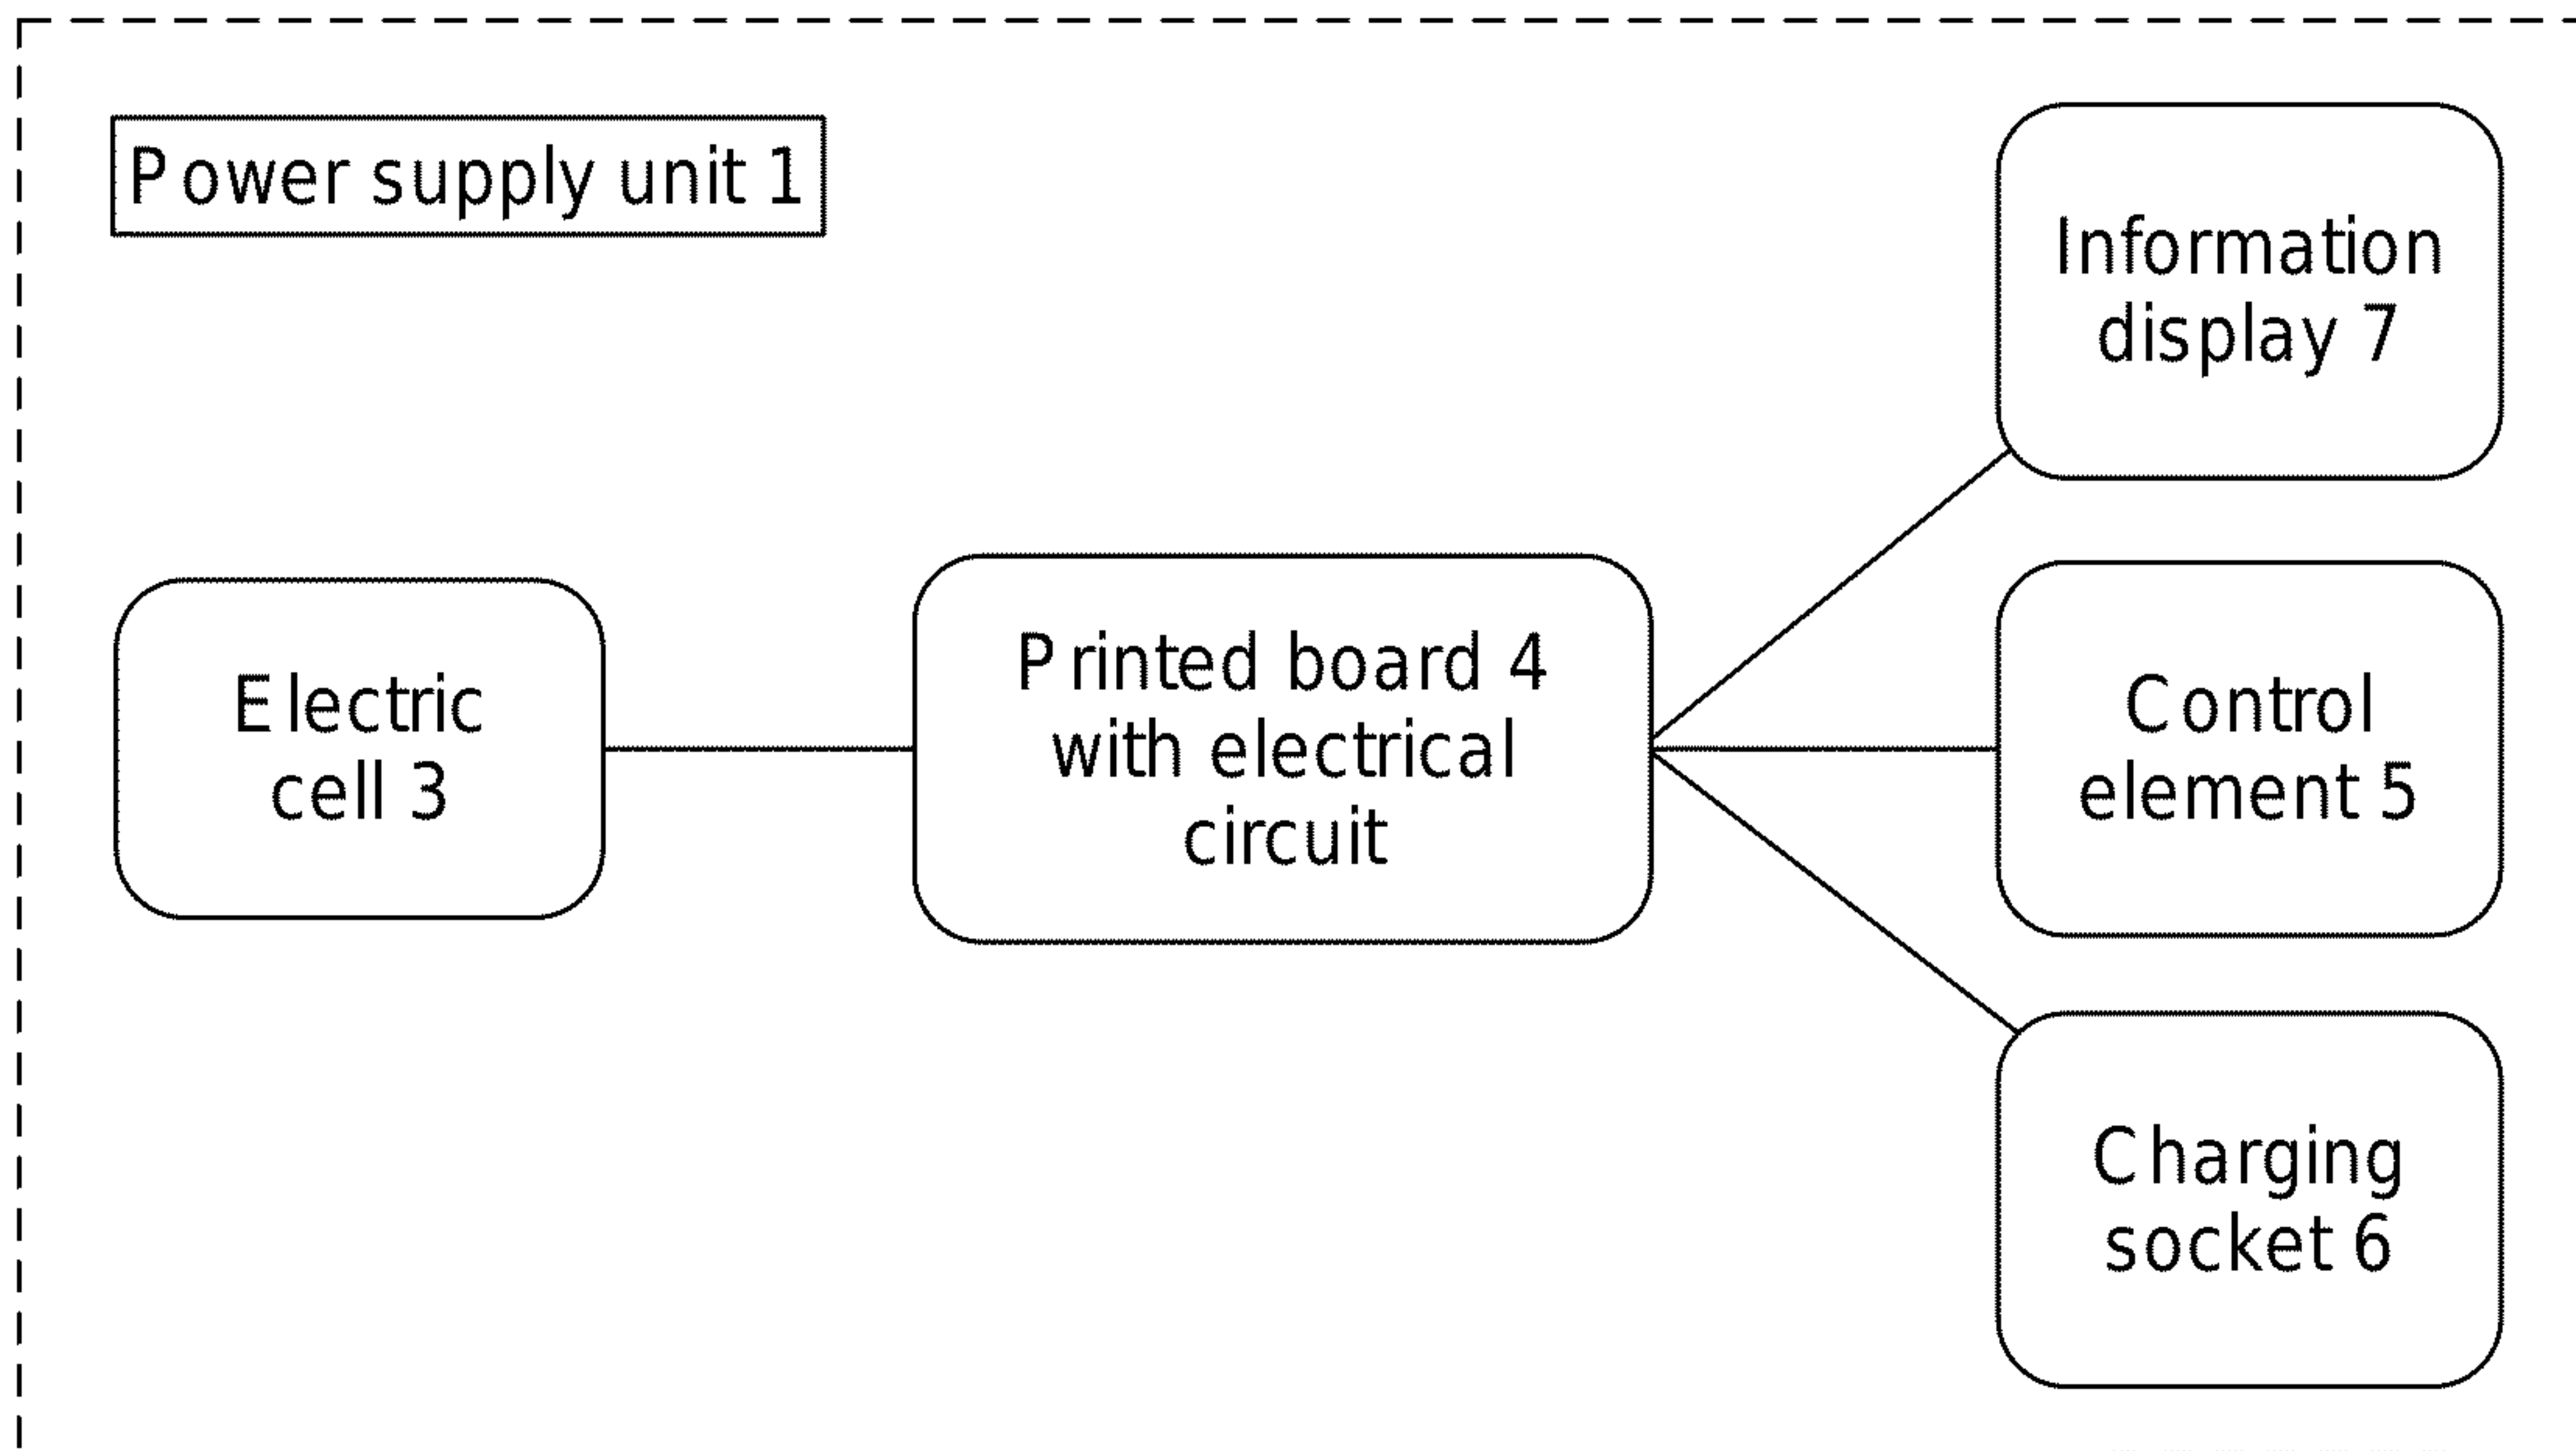 Power supply unit 1
Information
display 7
Electric
cell 3
Printed board 4
with electrical
circuit
Control
element 5
Charging
socket 6